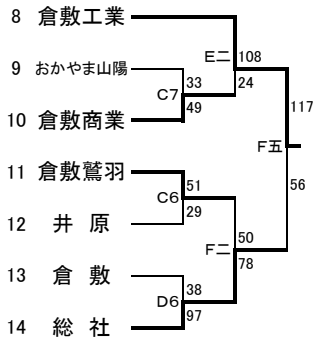 8 倉敷工業
E二 108
9 おかやま山陽
33 24
C7
49 117
10 倉敷商業
F五
11 倉敷鷲羽
51 56
C6
29
12 井原
50
F二
78
13 倉敷
38
D6
97
14 総社